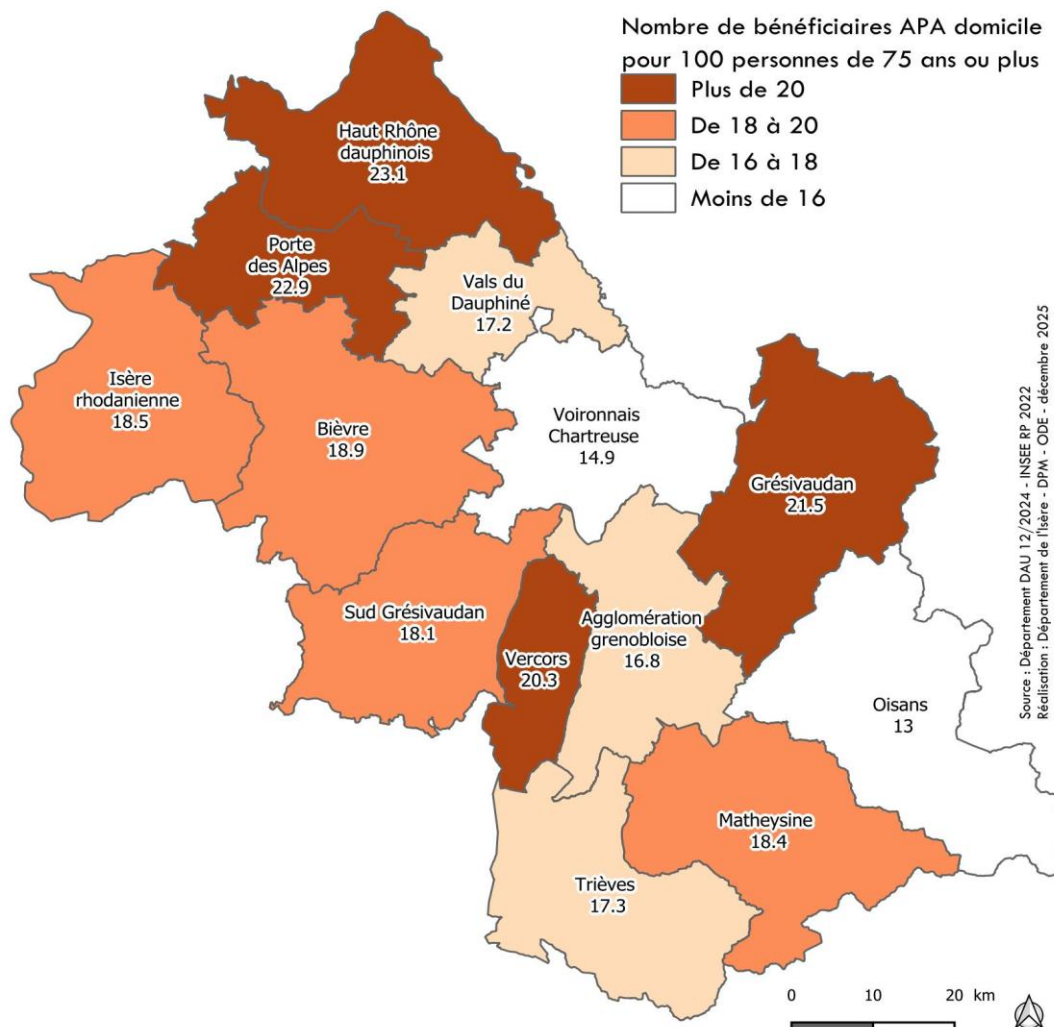 Nombre de bénéficiaires APA domicile
pour 100 personnes de 75 ans ou plus
Plus de 20
De 18 à 20
De 16 à 18
Moins de 16
Haut Rhône
dauphinois
23.1
Porte
des Alpes
22.9
Vals du
Dauphiné
17.2
Isère
rhodanienne
18.5
Bièvre
18.9
Voironnais
Chartreuse
14.9
Grésivaudan
21.5
Sud Grésivaudan
18.1
Vercors
20.3
Agglomération
grenobloise
16.8
Oisans
13
Matheysine
18.4
Trièves
17.3
Source : Département DAU 12/2024 - INSEE RP 2022
Réalisation : Département de l'Isère - DPM - ODE - décembre 2025
0 10 20 km